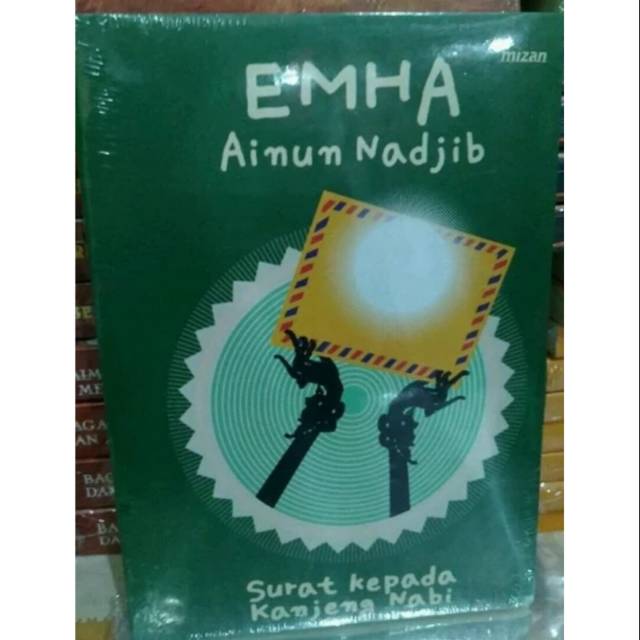 mizan
EMHA
Ainun Nadjib
Surat kepada
Kanjeng Nabi